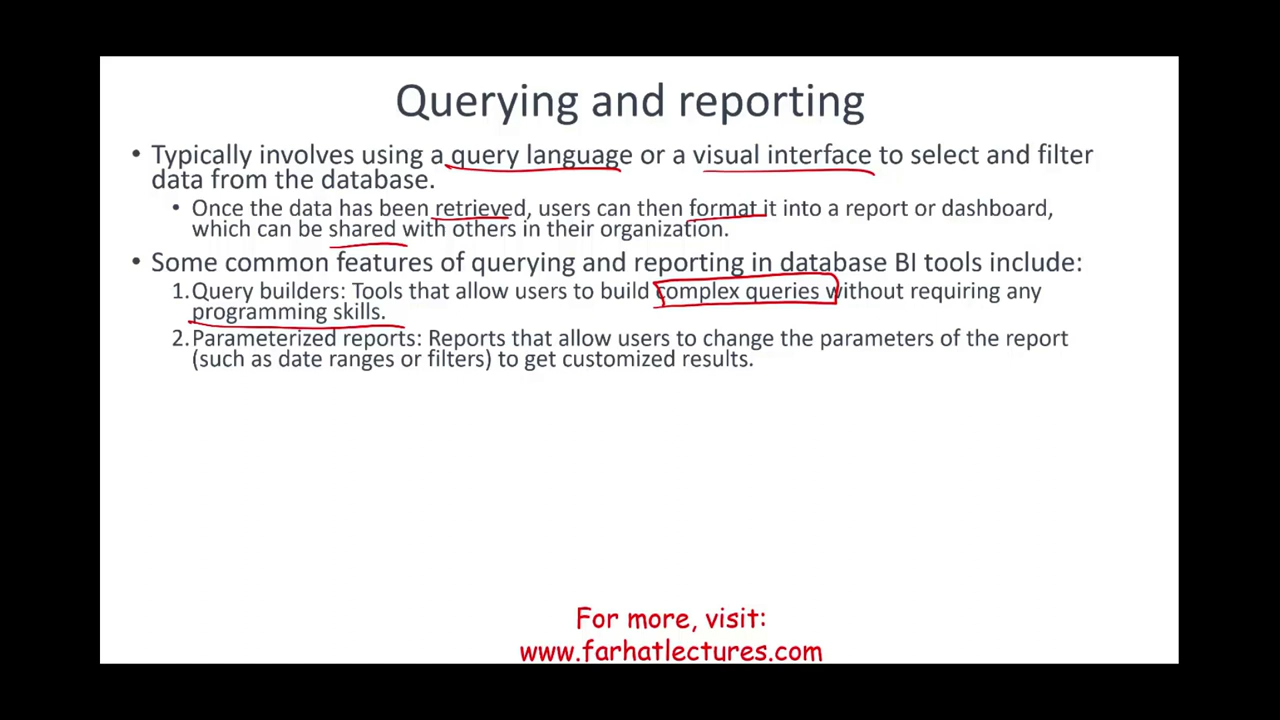 Querying and reporting
• Typically involves using a query language or a visual interface to select and filter
data from the database.
• Once the data has been retrieved, users can then format it into a report or dashboard,
which can be shared with others in their organization.
• Some common features of querying and reporting in database BI tools include:
1. Query builders: Tools that allow users to build complex queries without requiring any
programming skills.
2. Parameterized reports: Reports that allow users to change the parameters of the report
(such as date ranges or filters) to get customized results.
For more, visit:
www.farhatlectures.com